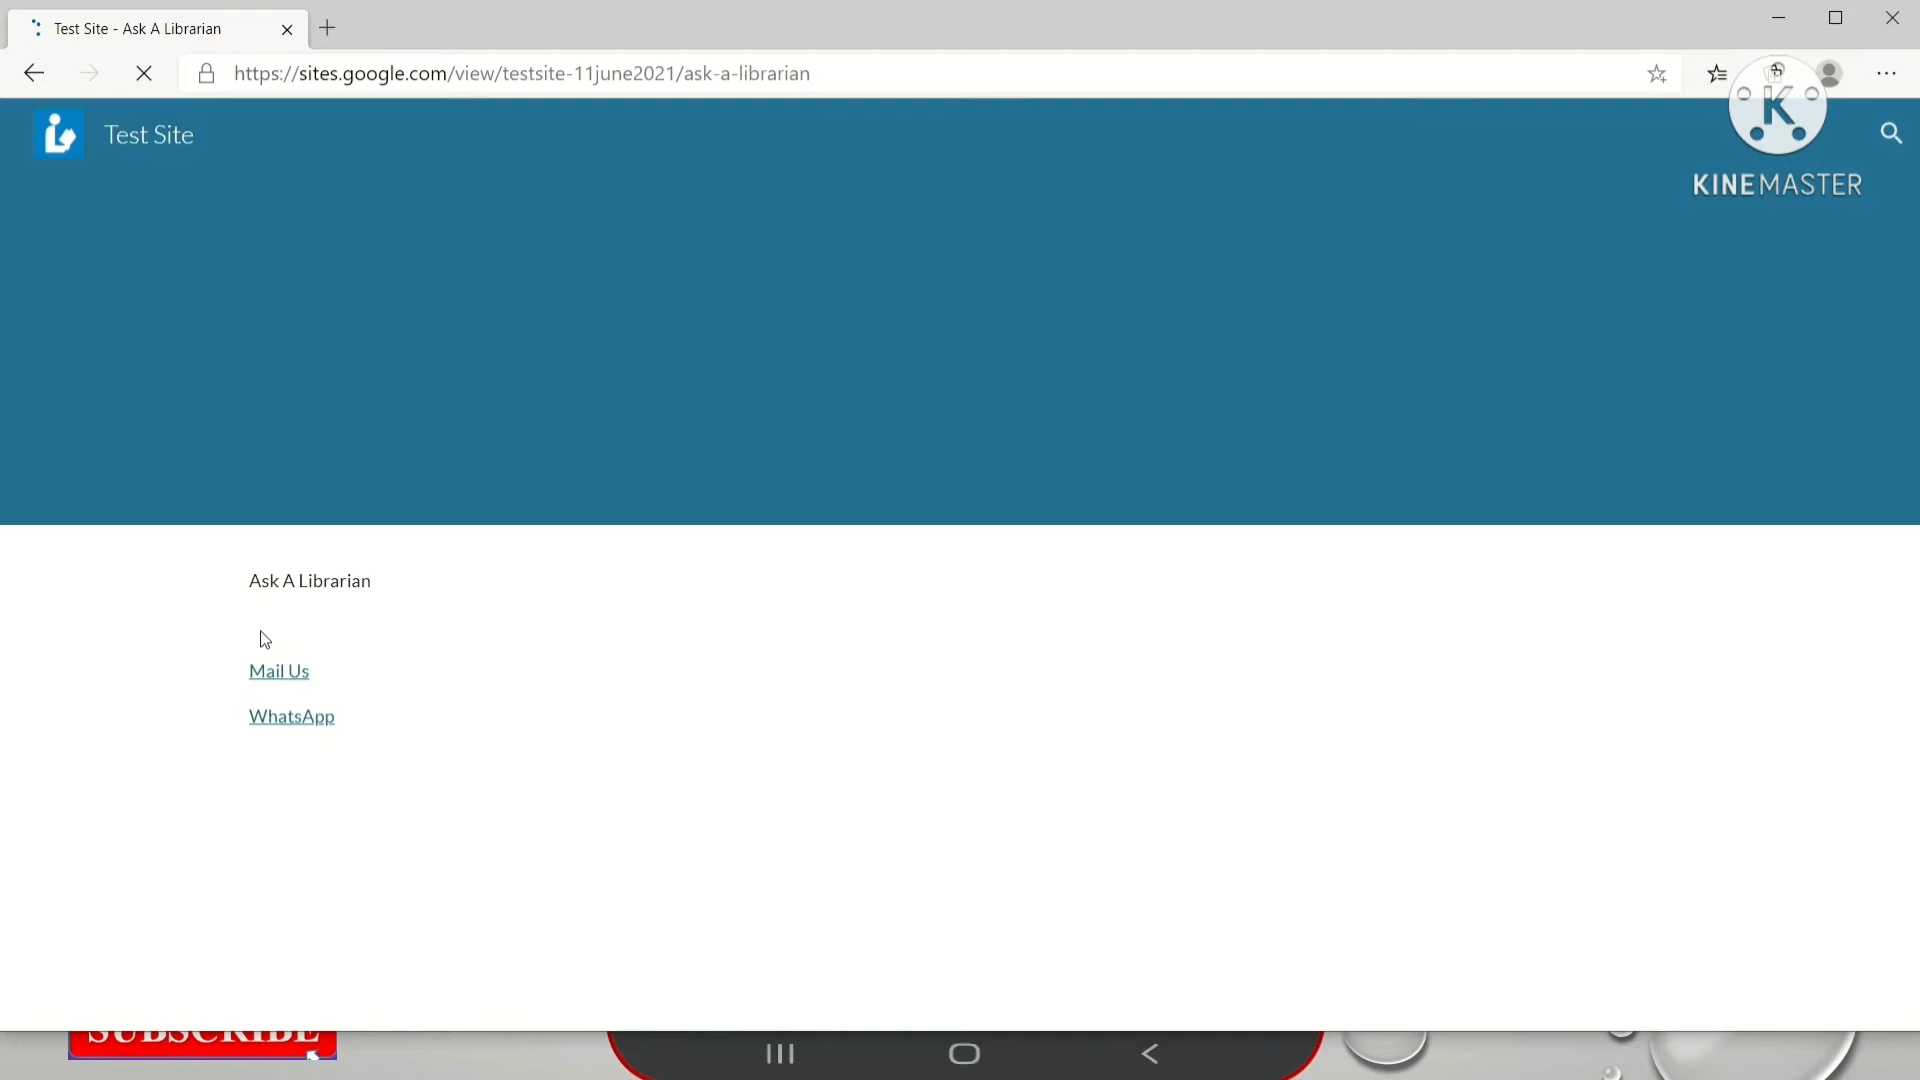 Test Site - Ask A Librarian
https://sites.google.com/view/testsite-11june2021/ask-a-librarian
Test Site
KINEMASTER
Ask A Librarian
Mail Us
WhatsApp
SUBSCRIBE